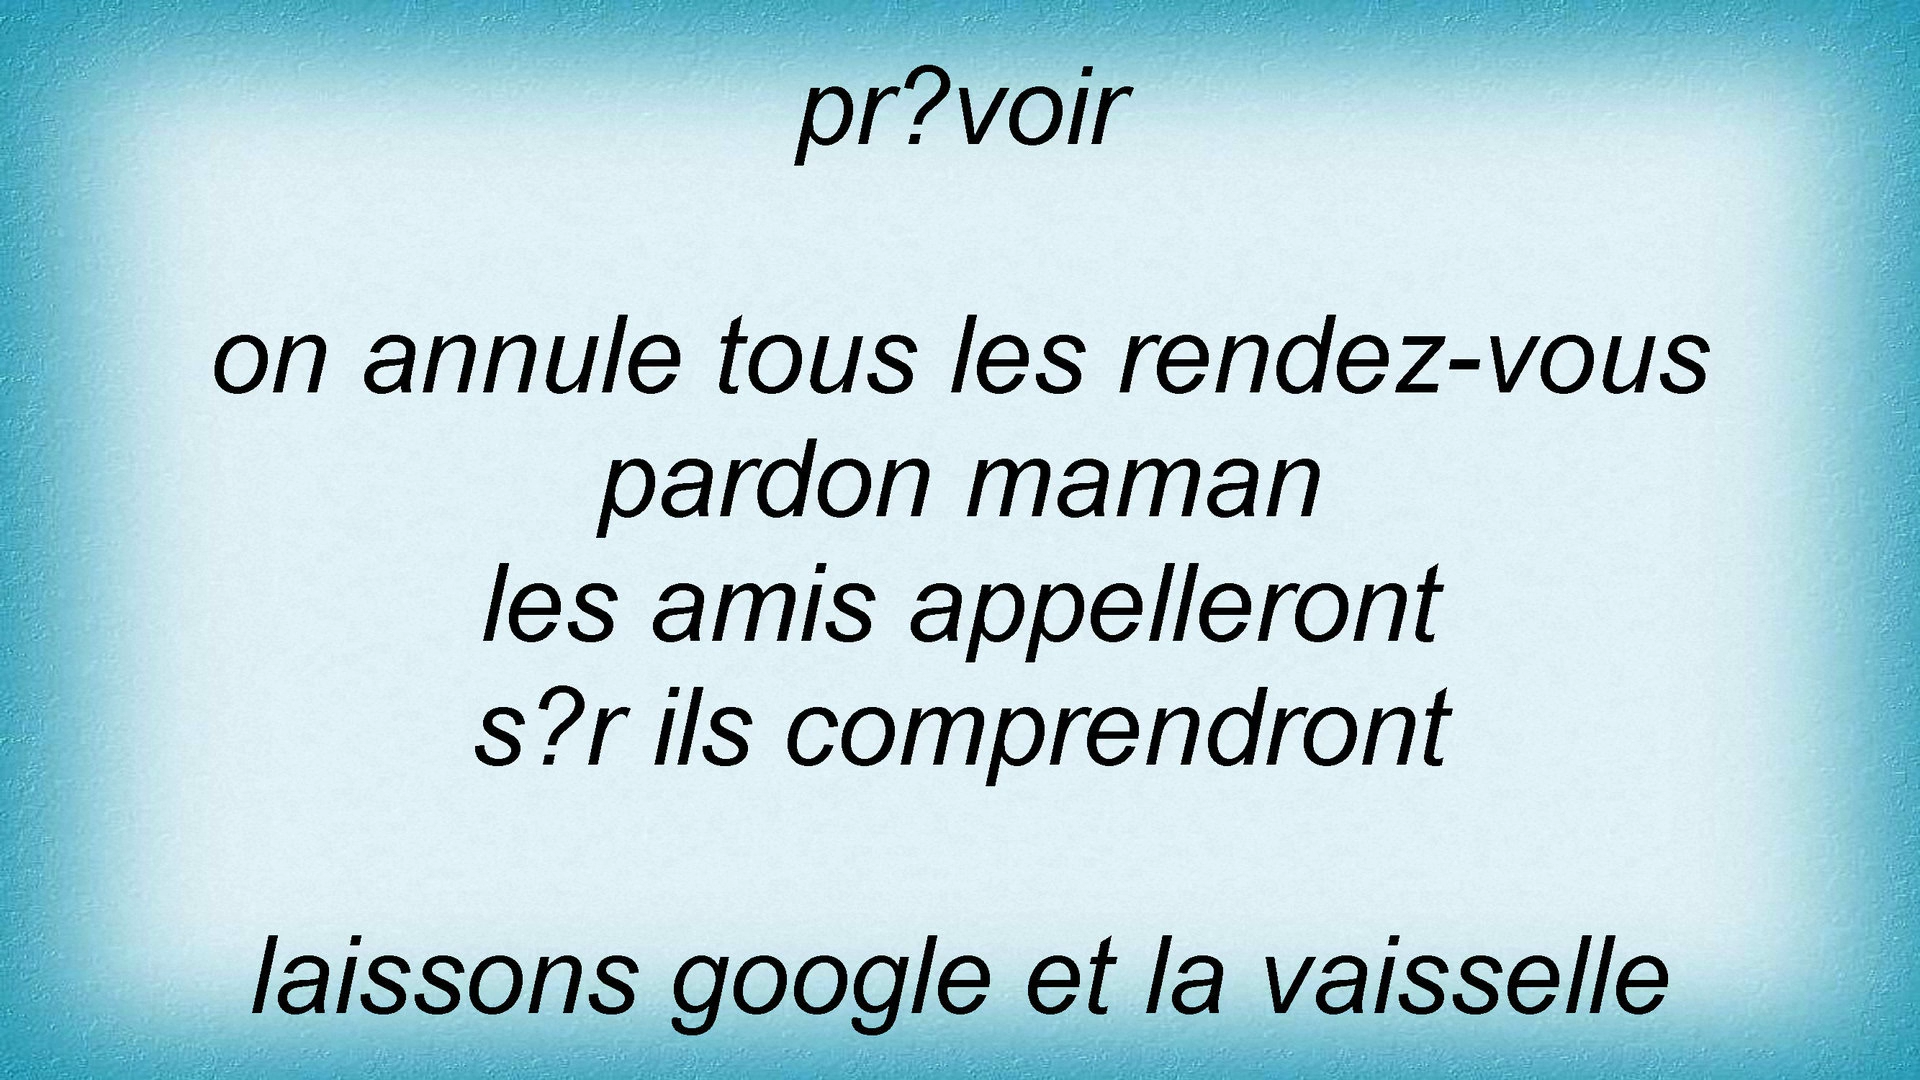 pr?voir
on annule tous les rendez-vous
pardon maman
les amis appelleront
s?r ils comprendront
laissons google et la vaisselle